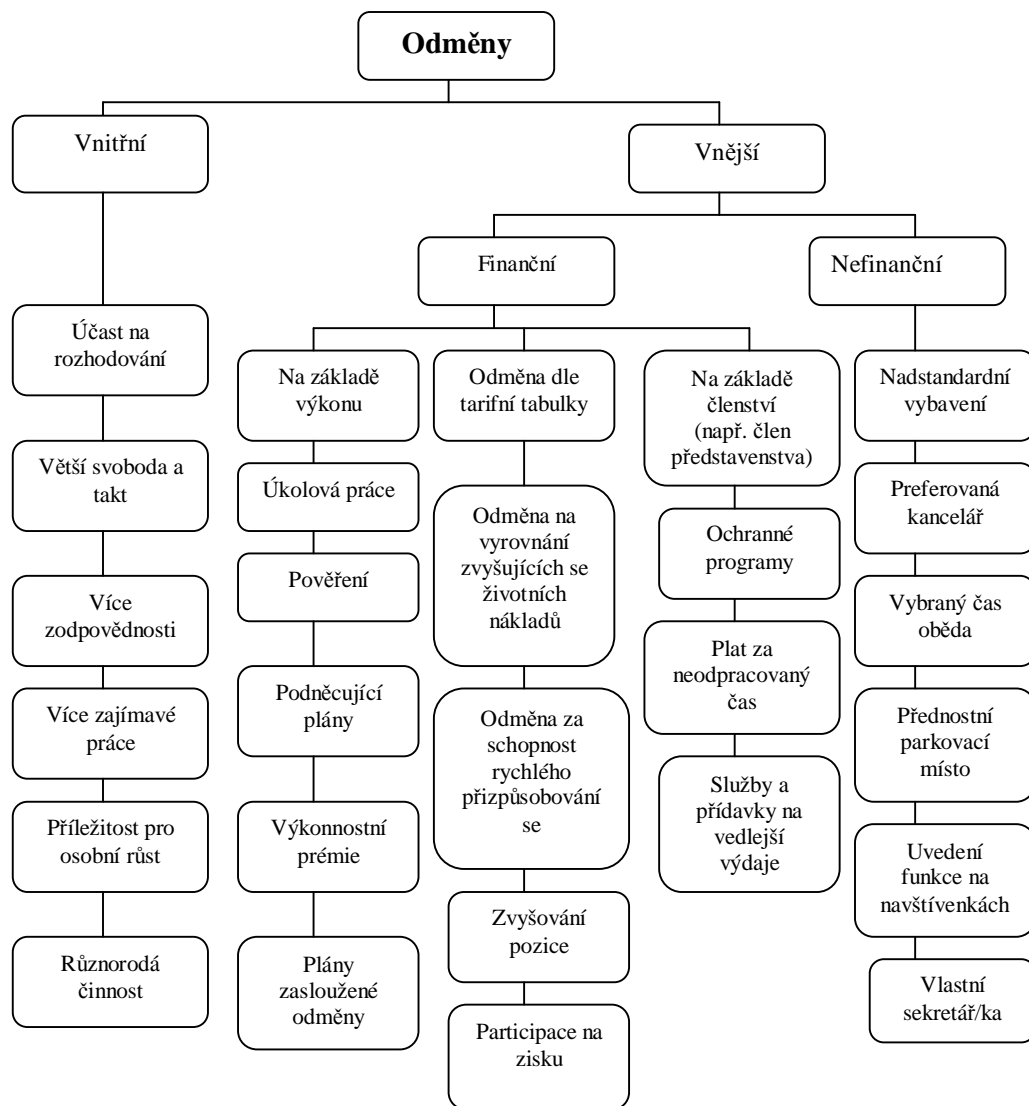 Odměny
Vnitřní
Vnější
Finanční
Nefinanční
Účast na
rozhodování
Větší svoboda a
takt
Více
zodpovědnosti
Více zajímavé
práce
Příležitost pro
osobní růst
Různorodá
činnost
Na základě
výkonu
Úkolová práce
Pověření
Podněcující
plány
Výkonnostní
prémie
Plány
zasloužené
odměny
Odměna dle
tarifní tabulky
Odměna na
vyrovnání
zvyšujících se
životních
nákladů
Odměna za
schopnost
rychlého
přizpůsobování
se
Zvyšování
pozice
Participace na
zisku
Na základě
členství
(např. člen
představenstva)
Ochranné
programy
Plat za
neodpracovaný
čas
Služby a
přídavky na
vedlejší
výdaje
Nadstandardní
vybavení
Preferovaná
kancelář
Vybraný čas
oběda
Přednostní
parkovací
místo
Uvedení
funkce na
navštívenkách
Vlastní
sekretář/ka